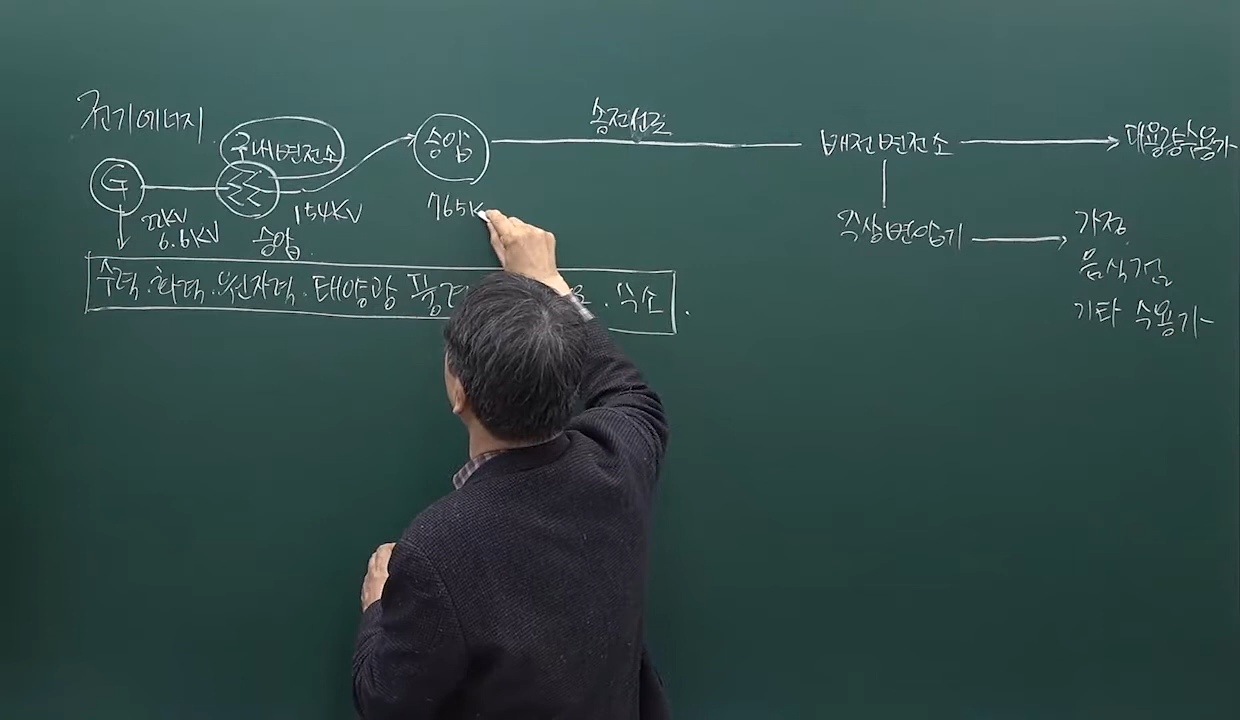 전기에너지
구내변전소
G
22KV
6.6KV
승압
154KV
승압
765K
송전선로
배전변전소
대용량수용가
주상변압기
가정
음식점
기타 수용가
수력.화력.원자력.태양광 풍력